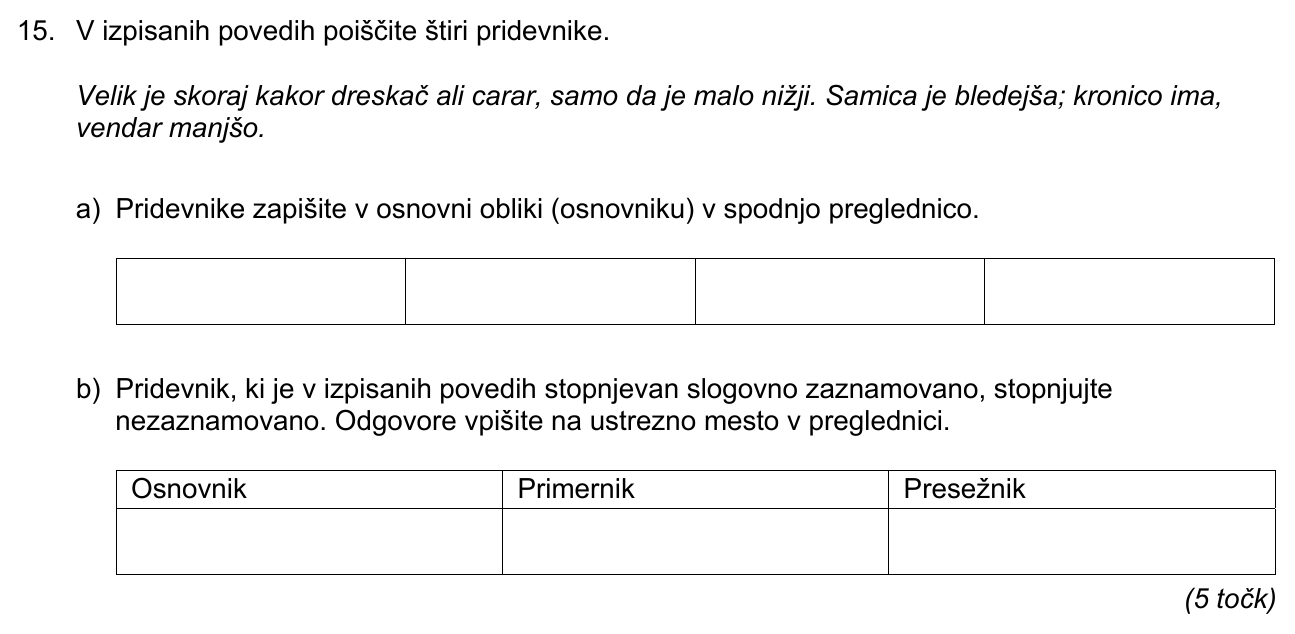 15. V izpisanih povedih poiščite štiri pridevnike.
Velik je skoraj kakor dreskač ali carar, samo da je malo nižji. Samica je bledejša; kronico ima,
vendar manjšo.
a) Pridevnike zapišite v osnovni obliki (osnovniku) v spodnjo preglednico.
b) Pridevnik, ki je v izpisanih povedih stopnjevan slogovno zaznamovano, stopnjujte
nezaznamovano. Odgovore vpišite na ustrezno mesto v preglednici.
Osnovnik Primernik Presežnik
(5 točk)